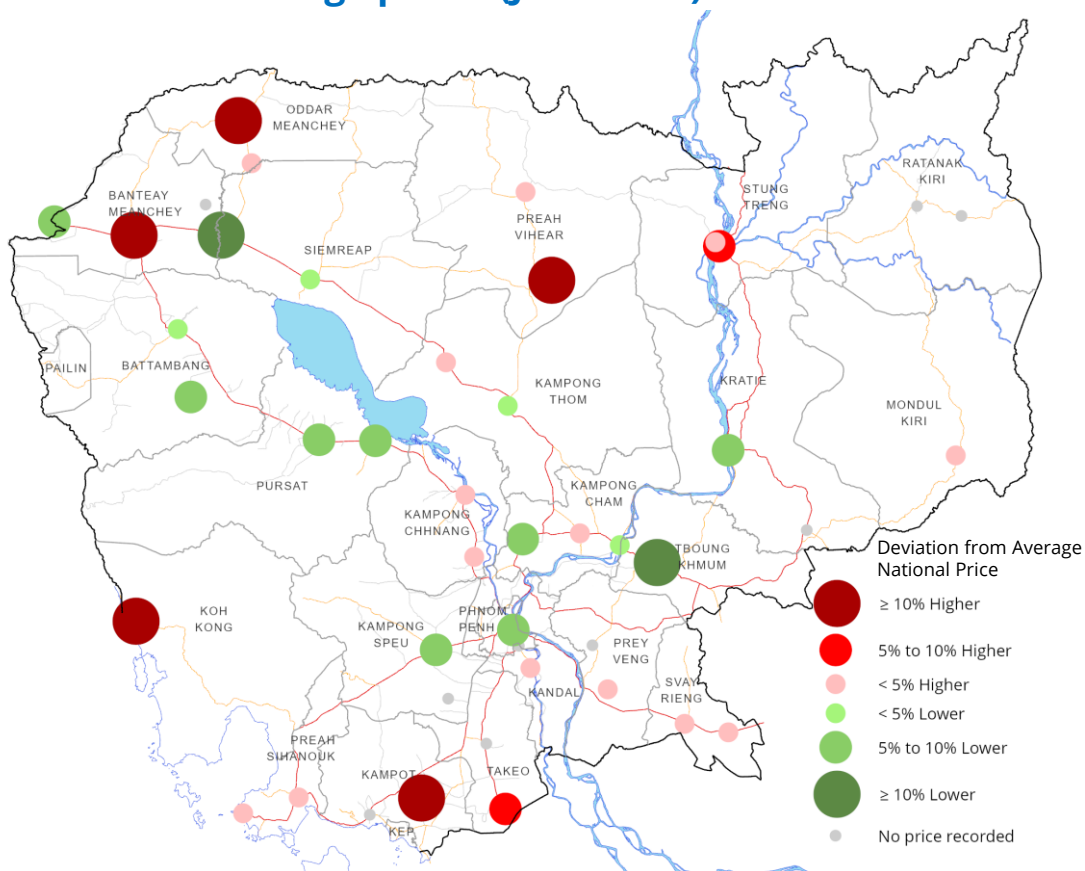 ODDAR
MEANCHEY
RATANAK
KIRI
BANTEAY
MEANCHEY
STUNG
TRENG
PREAH
VIHEAR
SIEMREAP
PAILIN
BATTAMBANG
KAMPONG
THOM
KRATIE
MONDUL
KIRI
PURSAT
KAMPONG
CHAM
KAMPONG
CHHNANG
TBOUNG
KHMUM
KOH
KONG
PHNOM
PENH
KAMPONG
SPEU
PREY
VENG
SVAY
RIENG
KANDAL
PREAH
SIHANOUK
KAMPOT
TAKEO
KEP
Deviation from Average
National Price
≥ 10% Higher
5% to 10% Higher
< 5% Higher
< 5% Lower
5% to 10% Lower
≥ 10% Lower
No price recorded